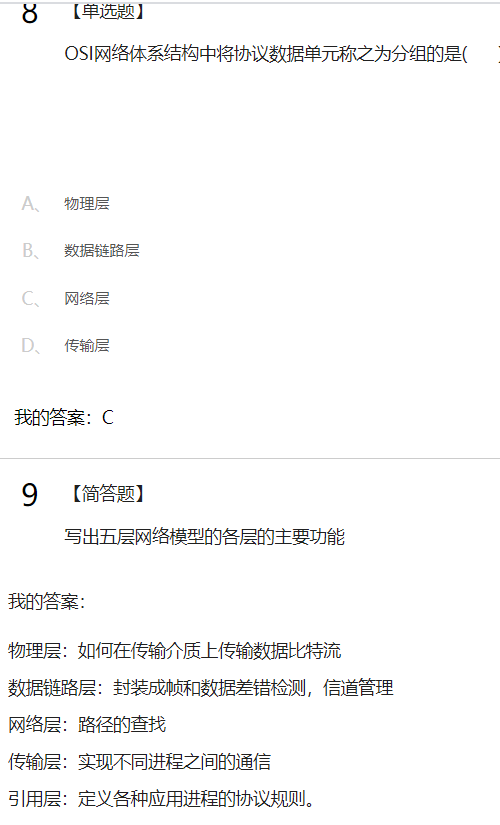 8 【单选题】
OSI网络体系结构中将协议数据单元称之为分组的是(
A、 物理层
B、 数据链路层
C、 网络层
D、 传输层
我的答案：C
9 【简答题】
写出五层网络模型的各层的主要功能
我的答案：
物理层：如何在传输介质上传输数据比特流
数据链路层：封装成帧和数据差错检测，信道管理
网络层：路径的查找
传输层：实现不同进程之间的通信
引用层：定义各种应用进程的协议规则。